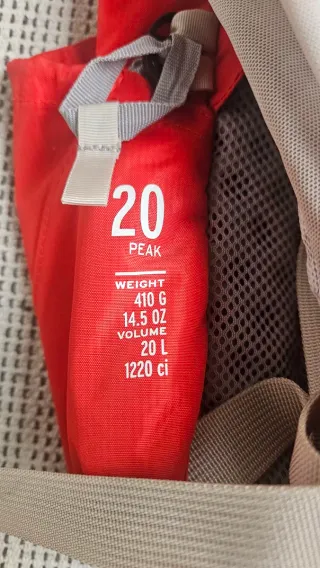 20
PEAK
WEIGHT
410 G
14.5 OZ
VOLUME
20 L
1220 ci